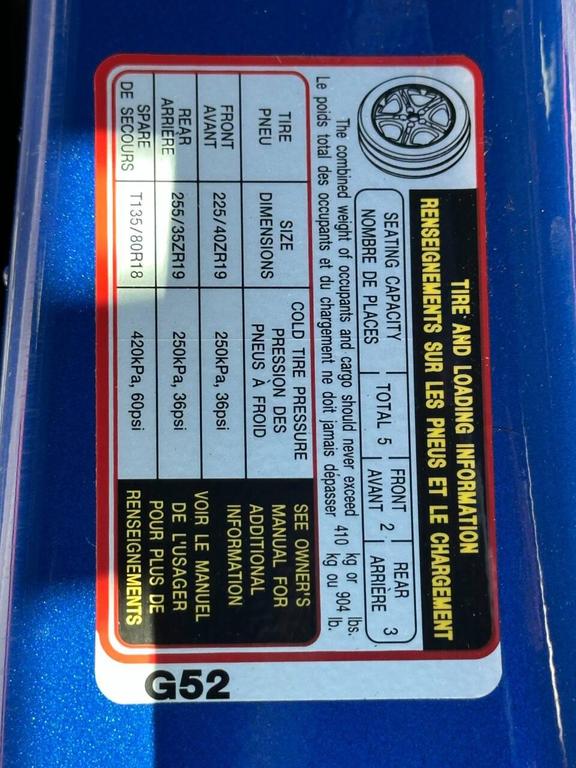 TIRE AND LOADING INFORMATION
RENSEIGNEMENTS SUR LES PNEUS ET LE CHARGEMENT
SEATING CAPACITY
NOMBRE DE PLACES
TOTAL 5
FRONT
AVANT 2
REAR
ARRIÈRE 3
The combined weight of occupants and cargo should never exceed 410 kg or 904 lbs.
Le poids total des occupants et du chargement ne doit jamais dépasser 410 kg ou 904 lb.
TIRE
PNEU
SIZE
DIMENSIONS
COLD TIRE PRESSURE
PRESSION DES
PNEUS À FROID
FRONT
AVANT
225/40ZR19
250kPa, 36psi
REAR
ARRIÈRE
255/35ZR19
250kPa, 36psi
SPARE
DE SECOURS
T135/80R18
420kPa, 60psi
SEE OWNER'S
MANUAL FOR
ADDITIONAL
INFORMATION
VOIR LE MANUEL
DE L'USAGER
POUR PLUS DE
RENSEIGNEMENTS
G52